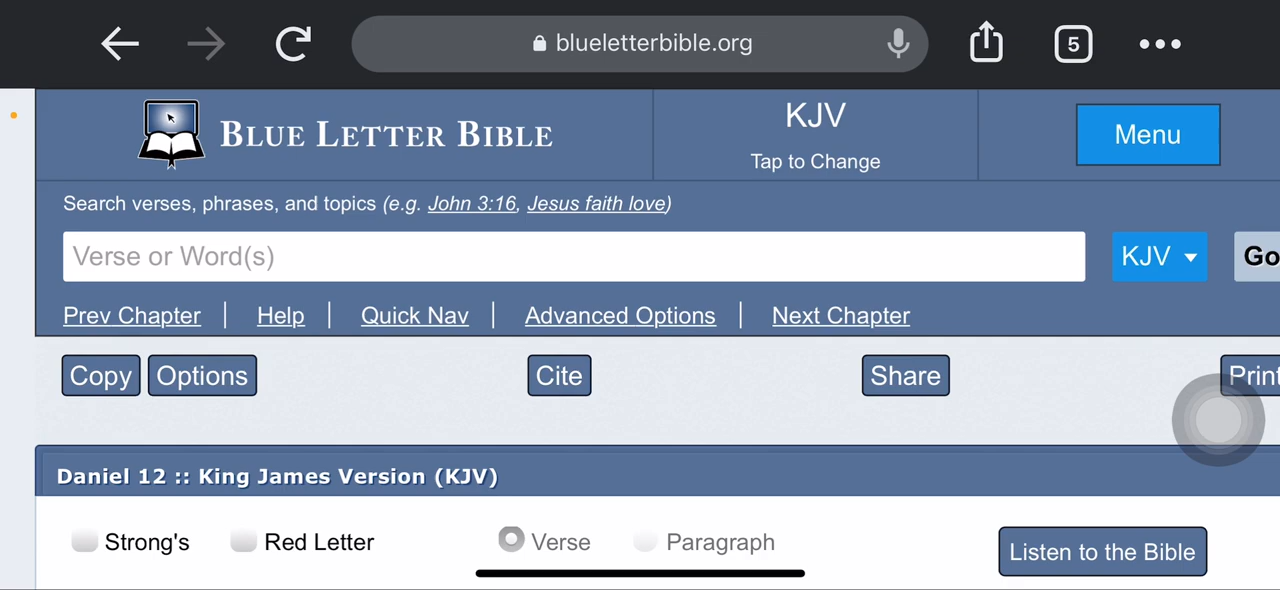 blueletterbible.org
5
BLUE LETTER BIBLE
KJV
Tap to Change
Menu
Search verses, phrases, and topics (e.g. John 3:16, Jesus faith love)
Verse or Word(s)
KJV
Go
Prev Chapter | Help | Quick Nav | Advanced Options | Next Chapter
Copy Options Cite Share Print
Daniel 12 :: King James Version (KJV)
Strong's Red Letter Verse Paragraph
Listen to the Bible